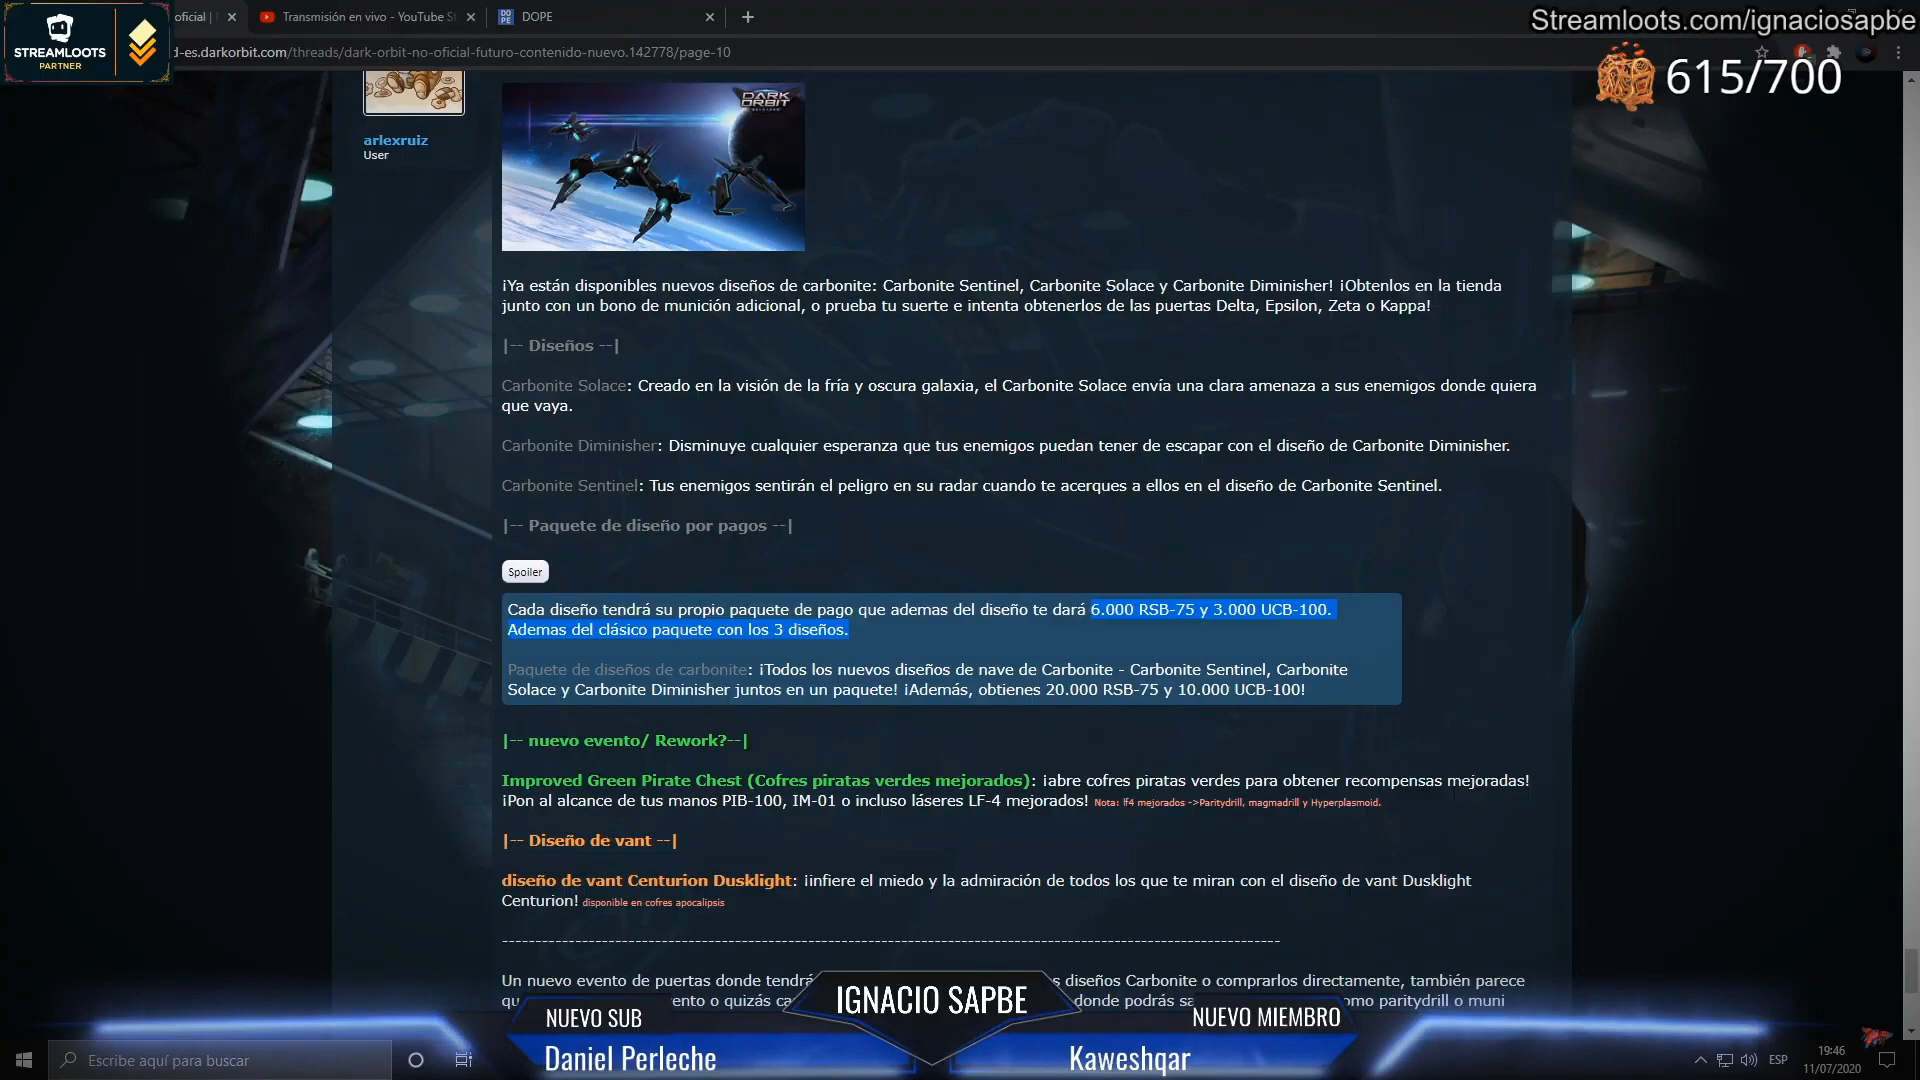 STREAMLOOTS
PARTNER
oficial |
Transmisión en vivo - YouTube St
DO
PE
DOPE
d-es.darkorbit.com/threads/dark-orbit-no-oficial-futuro-contenido-nuevo.142778/page-10
Streamloots.com/ignaciosapbe
615/700
DARK
ORBIT
arlexruiz
User
¡Ya están disponibles nuevos diseños de carbonite: Carbonite Sentinel, Carbonite Solace y Carbonite Diminisher! ¡Obtenlos en la tienda
junto con un bono de munición adicional, o prueba tu suerte e intenta obtenerlos de las puertas Delta, Epsilon, Zeta o Kappa!
|-- Diseños --|
Carbonite Solace: Creado en la visión de la fría y oscura galaxia, el Carbonite Solace envía una clara amenaza a sus enemigos donde quiera
que vaya.
Carbonite Diminisher: Disminuye cualquier esperanza que tus enemigos puedan tener de escapar con el diseño de Carbonite Diminisher.
Carbonite Sentinel: Tus enemigos sentirán el peligro en su radar cuando te acerques a ellos en el diseño de Carbonite Sentinel.
|-- Paquete de diseño por pagos --|
Spoiler
Cada diseño tendrá su propio paquete de pago que ademas del diseño te dará 6.000 RSB-75 y 3.000 UCB-100.
Ademas del clásico paquete con los 3 diseños.
Paquete de diseños de carbonite: ¡Todos los nuevos diseños de nave de Carbonite - Carbonite Sentinel, Carbonite
Solace y Carbonite Diminisher juntos en un paquete! ¡Además, obtienes 20.000 RSB-75 y 10.000 UCB-100!
|-- nuevo evento/ Rework?--|
Improved Green Pirate Chest (Cofres piratas verdes mejorados): ¡abre cofres piratas verdes para obtener recompensas mejoradas!
¡Pon al alcance de tus manos PIB-100, IM-01 o incluso láseres LF-4 mejorados! Nota: lf4 mejorados ->Paritydrill, magmadrill y Hyperplasmoid.
|-- Diseño de vant --|
diseño de vant Centurion Dusklight: ¡infiere el miedo y la admiración de todos los que te miran con el diseño de vant Dusklight
Centurion! disponible en cofres apocalipsis
----------------------------------------------------------------------------------------------------------------------
Un nuevo evento de puertas donde tendrá s diseños Carbonite o comprarlos directamente, también parece
qu ento o quizás ca donde podrás sa omo paritydrill o muni
IGNACIO SAPBE
NUEVO SUB
Daniel Perleche
NUEVO MIEMBRO
Kaweshqar
Escribe aquí para buscar
ESP
19:46
11/07/2020